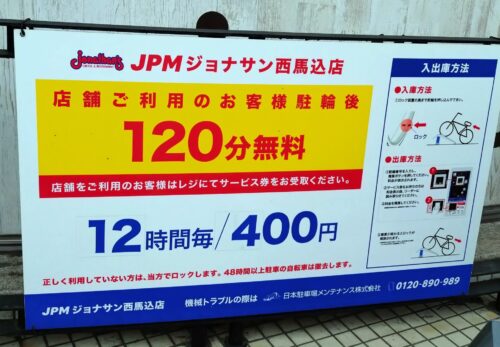 Jonathan's
JPMジョナサン西馬込店
店舗ご利用のお客様駐輪後
120分無料
店舗をご利用のお客様はレジにてサービス券をお受取ください。
12時間毎/400円
正しく利用していない方は、当方でロックします。48時間以上駐車の自転車は撤去します。
JPMジョナサン西馬込店
機械トラブルの際は
日本駐車場メンテナンス株式会社
0120-890-989
入出庫方法
●入庫方法
ロック
●出庫方法